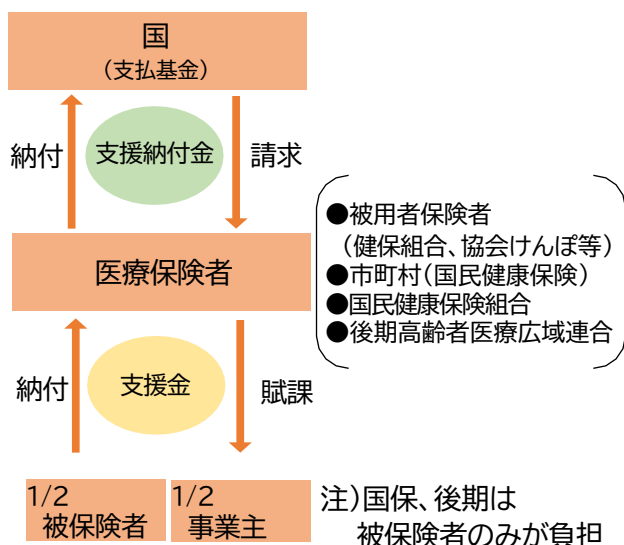 国
(支払基金)
納付
支援納付金
請求
医療保険者
●被用者保険者
(健保組合、協会けんぽ等)
●市町村(国民健康保険)
●国民健康保険組合
●後期高齢者医療広域連合
納付
支援金
賦課
1/2
被保険者
1/2
事業主
注)国保、後期は
被保険者のみが負担